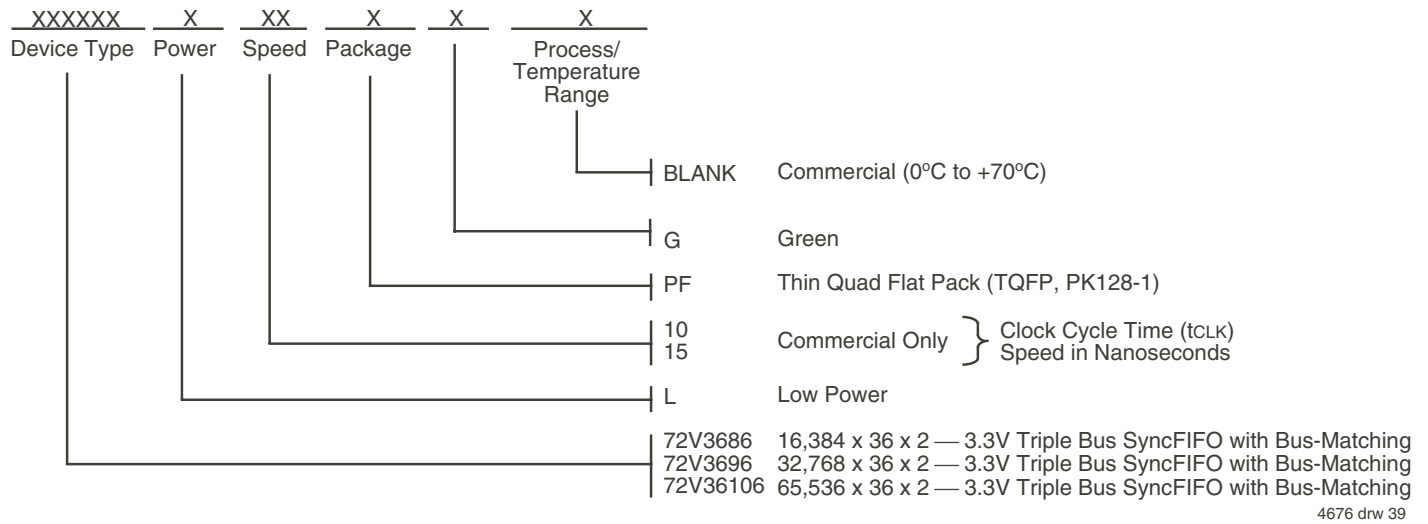 XXXXXX X XX X X X
Device Type Power Speed Package Process/
Temperature
Range
BLANK Commercial (0ºC to +70ºC)
G Green
PF Thin Quad Flat Pack (TQFP, PK128-1)
10
15
Commercial Only
Clock Cycle Time (tCLK)
Speed in Nanoseconds
L Low Power
72V3686 16,384 x 36 x 2 — 3.3V Triple Bus SyncFIFO with Bus-Matching
72V3696 32,768 x 36 x 2 — 3.3V Triple Bus SyncFIFO with Bus-Matching
72V36106 65,536 x 36 x 2 — 3.3V Triple Bus SyncFIFO with Bus-Matching
4676 drw 39